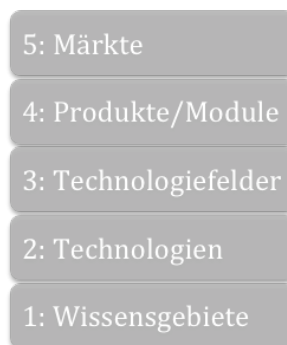 5: Märkte
4: Produkte/Module
3: Technologiefelder
2: Technologien
1: Wissensgebiete